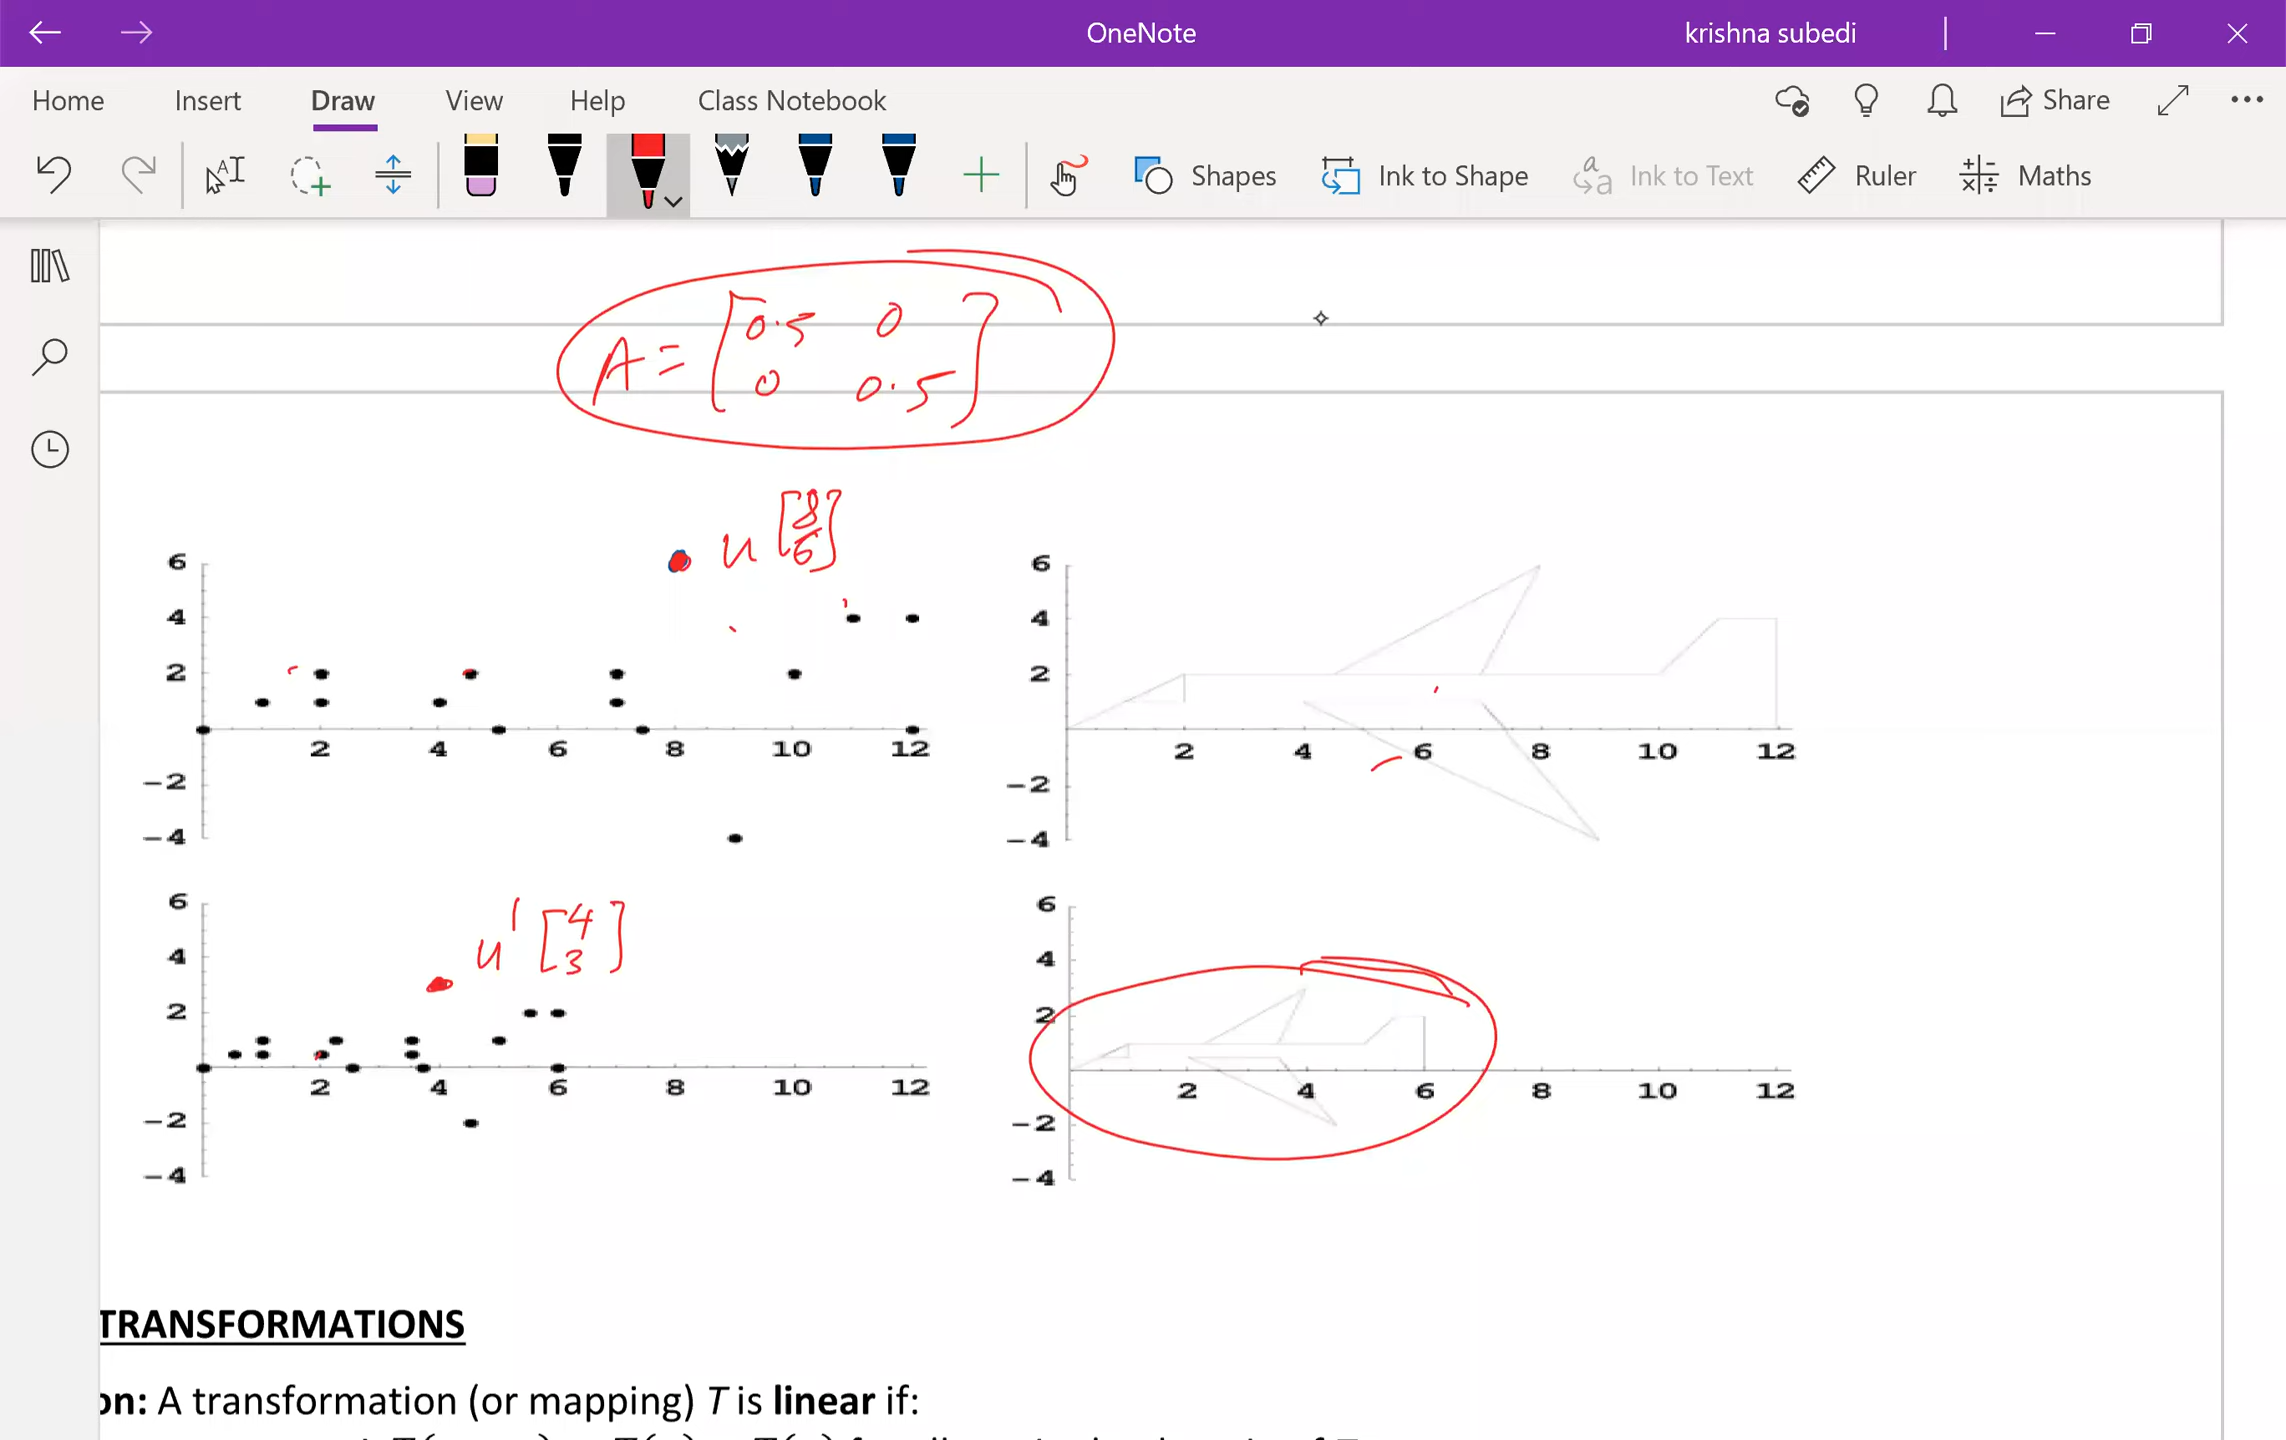 OneNote
krishna subedi
Home Insert Draw View Help Class Notebook
Share
Shapes Ink to Shape Ink to Text Ruler Maths
A = [0.5 0
0 0.5]
u [8
6]
6
4
2
2 4 6 8 10 12
-2
-4
6
4
2
2 4 6 8 10 12
-2
-4
u' [4
3]
6
4
2
2 4 6 8 10 12
-2
-4
6
4
2
2 4 6 8 10 12
-2
-4
TRANSFORMATIONS
on: A transformation (or mapping) T is linear if: